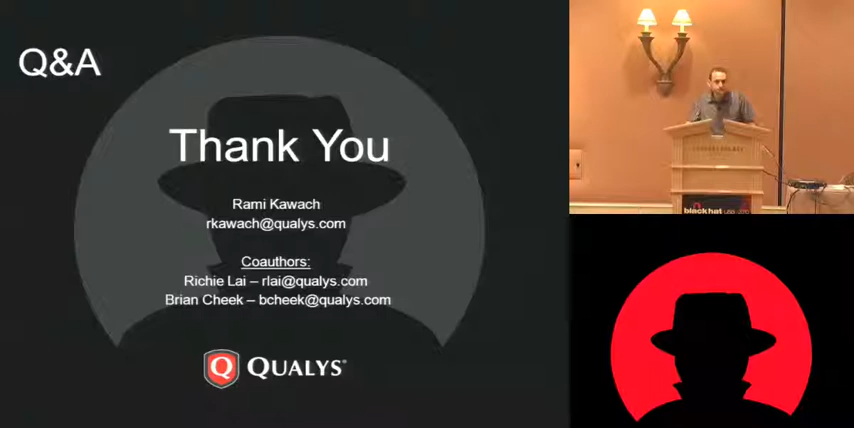 Q&A
Thank You
Rami Kawach
rkawach@qualys.com
Coauthors:
Richie Lai – rlai@qualys.com
Brian Cheek – bcheek@qualys.com
QUALYS
black hat